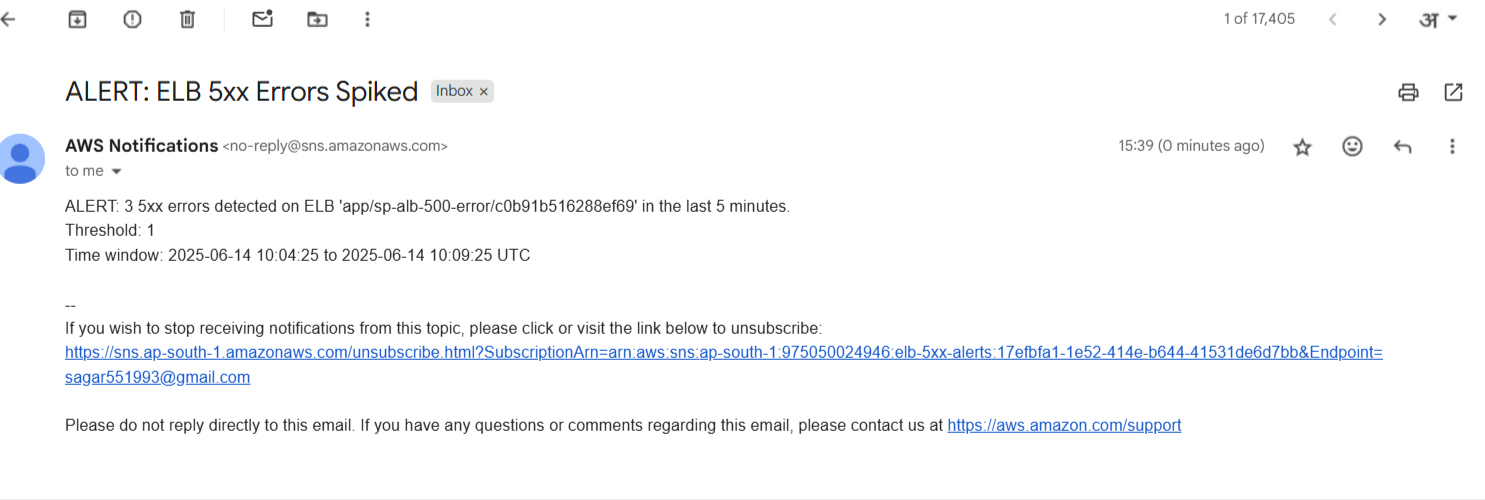 1 of 17,405
अ
ALERT: ELB 5xx Errors Spiked Inbox ×
AWS Notifications <no-reply@sns.amazonaws.com>
15:39 (0 minutes ago)
to me
ALERT: 3 5xx errors detected on ELB 'app/sp-alb-500-error/c0b91b516288ef69' in the last 5 minutes.
Threshold: 1
Time window: 2025-06-14 10:04:25 to 2025-06-14 10:09:25 UTC
--
If you wish to stop receiving notifications from this topic, please click or visit the link below to unsubscribe:
https://sns.ap-south-1.amazonaws.com/unsubscribe.html?SubscriptionArn=arn:aws:sns:ap-south-1:975050024946:elb-5xx-alerts:17efbfa1-1e52-414e-b644-41531de6d7bb&Endpoint=
sagar551993@gmail.com
Please do not reply directly to this email. If you have any questions or comments regarding this email, please contact us at https://aws.amazon.com/support